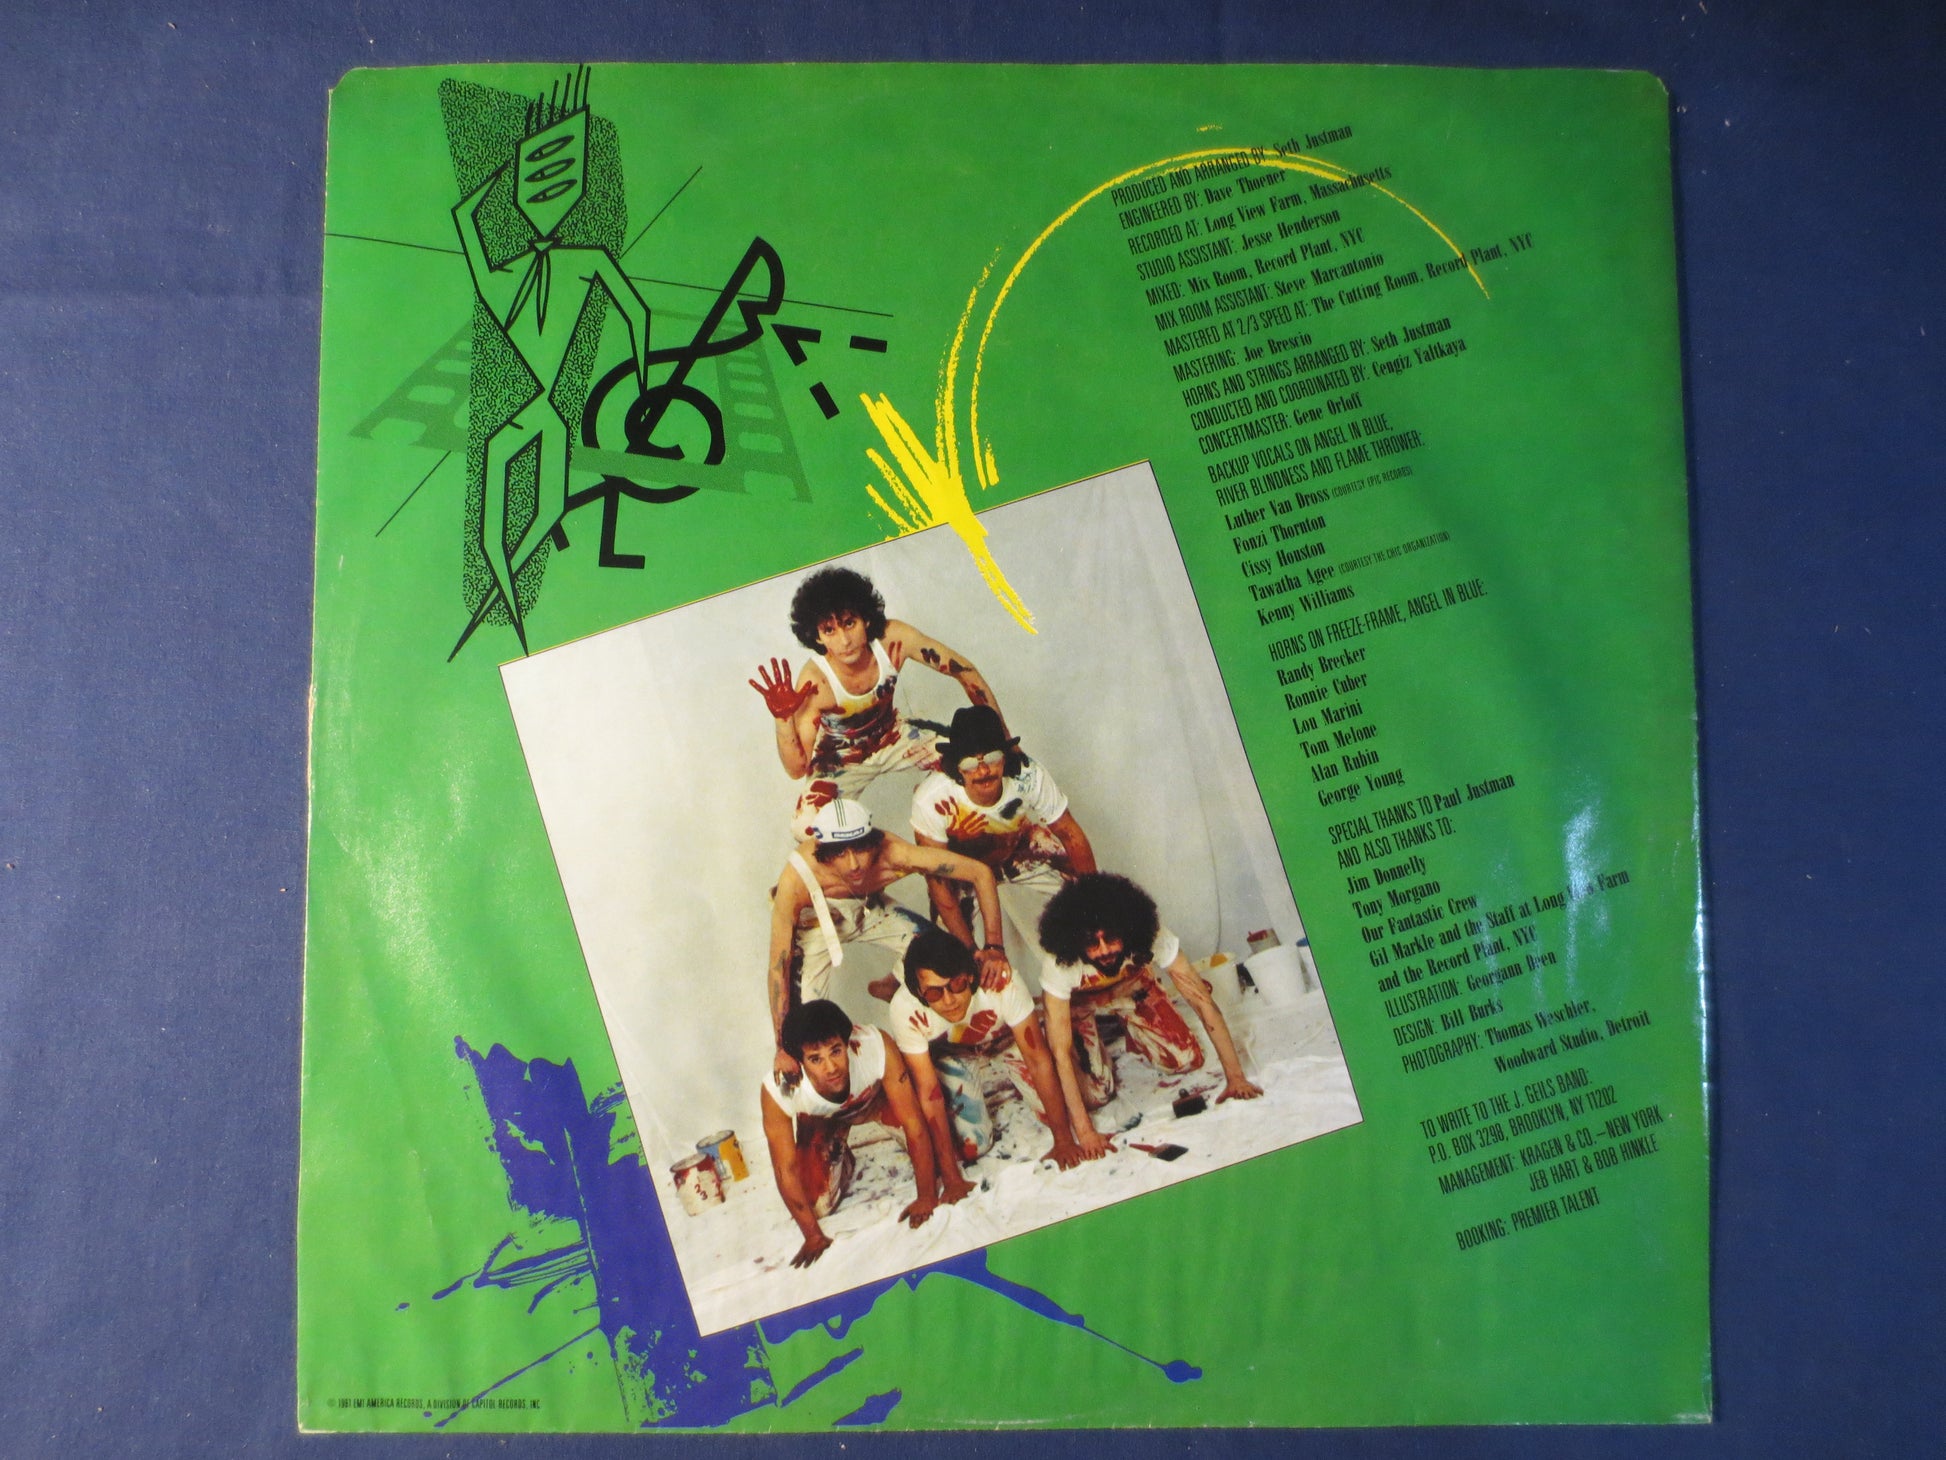 PRODUCED AND ARRANGED BY: Seth Justman
ENGINEERED BY: Dave Thoener
RECORDED AT: Long View Farm, Massachusetts
STUDIO ASSISTANT: Jesse Henderson
MIXED: Mix Room, Record Plant, NYC
MIX ROOM ASSISTANT: Steve Marcantonio
MASTERED AT 2/3 SPEED AT: The Cutting Room, Record Plant, NYC
MASTERING: Joe Brescio
HORNS AND STRINGS ARRANGED BY: Seth Justman
CONDUCTED AND COORDINATED BY: Cengiz Yaltkaya
CONCERTMASTER: Gene Orloff
BACKUP VOCALS ON ANGEL IN BLUE,
RIVER BLINDNESS AND FLAME THROWER:
Luther Van Dross (COURTESY EPIC RECORDS)
Fonzi Thornton
Cissy Houston
Tawatha Agee (COURTESY THE CHIC ORGANIZATION)
Kenny Williams
HORNS ON FREEZE-FRAME, ANGEL IN BLUE:
Randy Brecker
Ronnie Cuber
Lou Marini
Tom Melone
Alan Rubin
George Young
SPECIAL THANKS TO Paul Justman
AND ALSO THANKS TO:
Jim Donnelly
Tony Morgano
Our Fantastic Crew
Gil Markle and the Staff at Long View Farm
and the Record Plant, NYC
ILLUSTRATION: Georgann Deen
DESIGN: Bill Burks
PHOTOGRAPHY: Thomas Weschler,
Woodward Studio, Detroit
TO WRITE TO THE J. GEILS BAND:
P.O. BOX 3298, BROOKLYN, NY 11202
MANAGEMENT: KRAGEN & CO.—NEW YORK
JEB HART & BOB HINKLE
BOOKING: PREMIER TALENT
© 1981 EMI AMERICA RECORDS, A DIVISION OF CAPITOL RECORDS, INC.